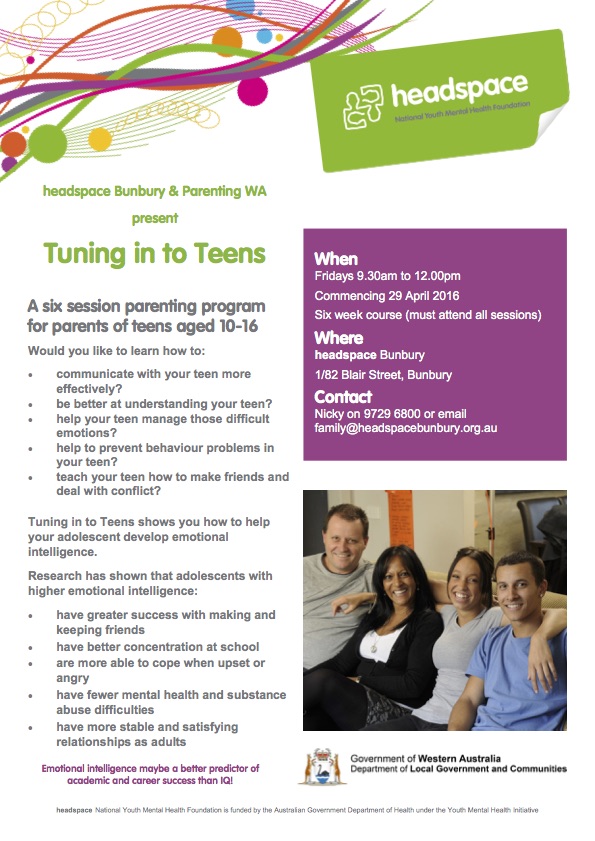 headspace
National Youth Mental Health Foundation
headspace Bunbury & Parenting WA
present
Tuning in to Teens
A six session parenting program
for parents of teens aged 10-16
Would you like to learn how to:
• communicate with your teen more
effectively?
• be better at understanding your teen?
• help your teen manage those difficult
emotions?
• help to prevent behaviour problems in
your teen?
• teach your teen how to make friends and
deal with conflict?
Tuning in to Teens shows you how to help
your adolescent develop emotional
intelligence.
Research has shown that adolescents with
higher emotional intelligence:
• have greater success with making and
keeping friends
• have better concentration at school
• are more able to cope when upset or
angry
• have fewer mental health and substance
abuse difficulties
• have more stable and satisfying
relationships as adults
Emotional intelligence maybe a better predictor of
academic and career success than IQ!
When
Fridays 9.30am to 12.00pm
Commencing 29 April 2016
Six week course (must attend all sessions)
Where
headspace Bunbury
1/82 Blair Street, Bunbury
Contact
Nicky on 9729 6800 or email
family@headspacebunbury.org.au
Government of Western Australia
Department of Local Government and Communities
headspace National Youth Mental Health Foundation is funded by the Australian Government Department of Health under the Youth Mental Health Initiative